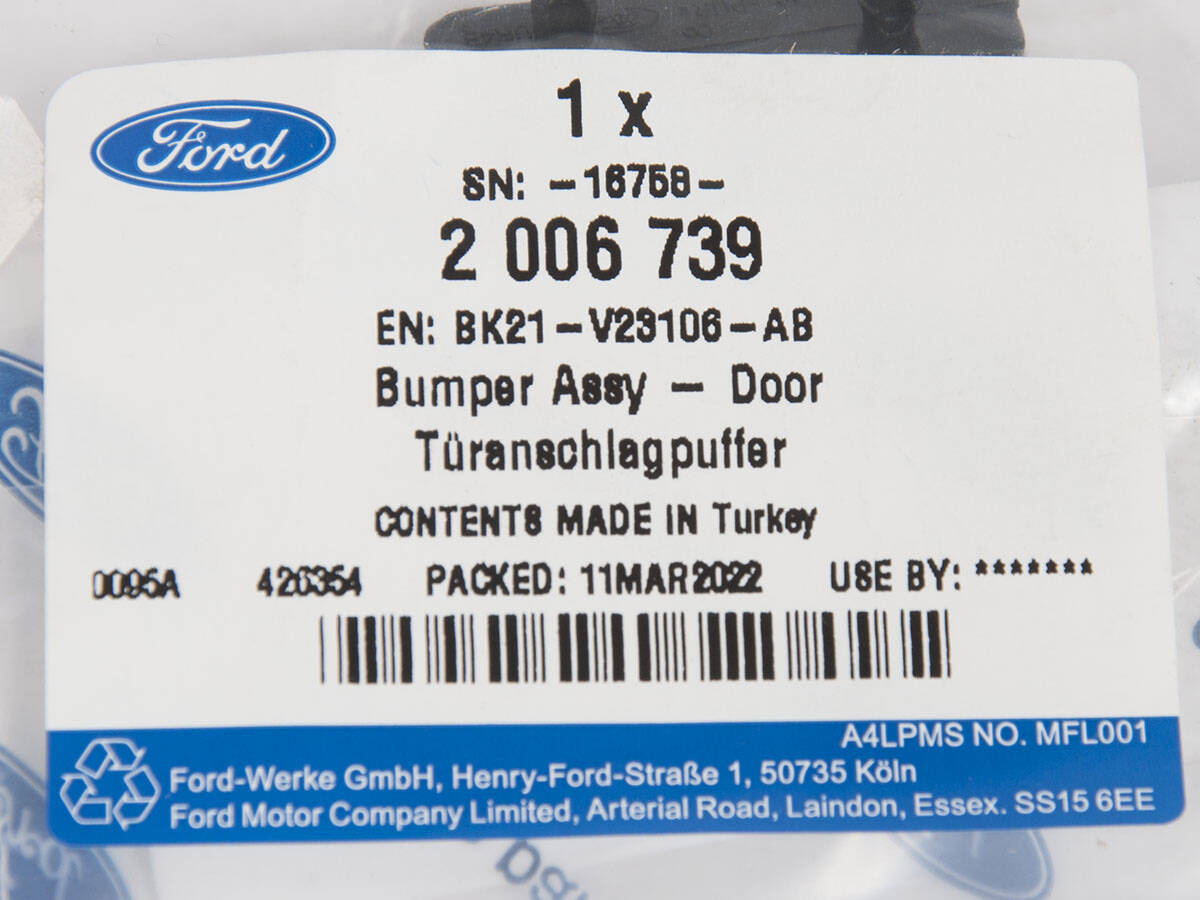 Ford
1 x
SN: -16758-
2 006 739
EN: BK21-V23106-AB
Bumper Assy - Door
Türanschlagpuffer
CONTENTS MADE IN Turkey
0095A 426354 PACKED: 11MAR2022 USE BY: *******
A4LPMS NO. MFL001
Ford-Werke GmbH, Henry-Ford-Straße 1, 50735 Köln
Ford Motor Company Limited, Arterial Road, Laindon, Essex. SS15 6EE